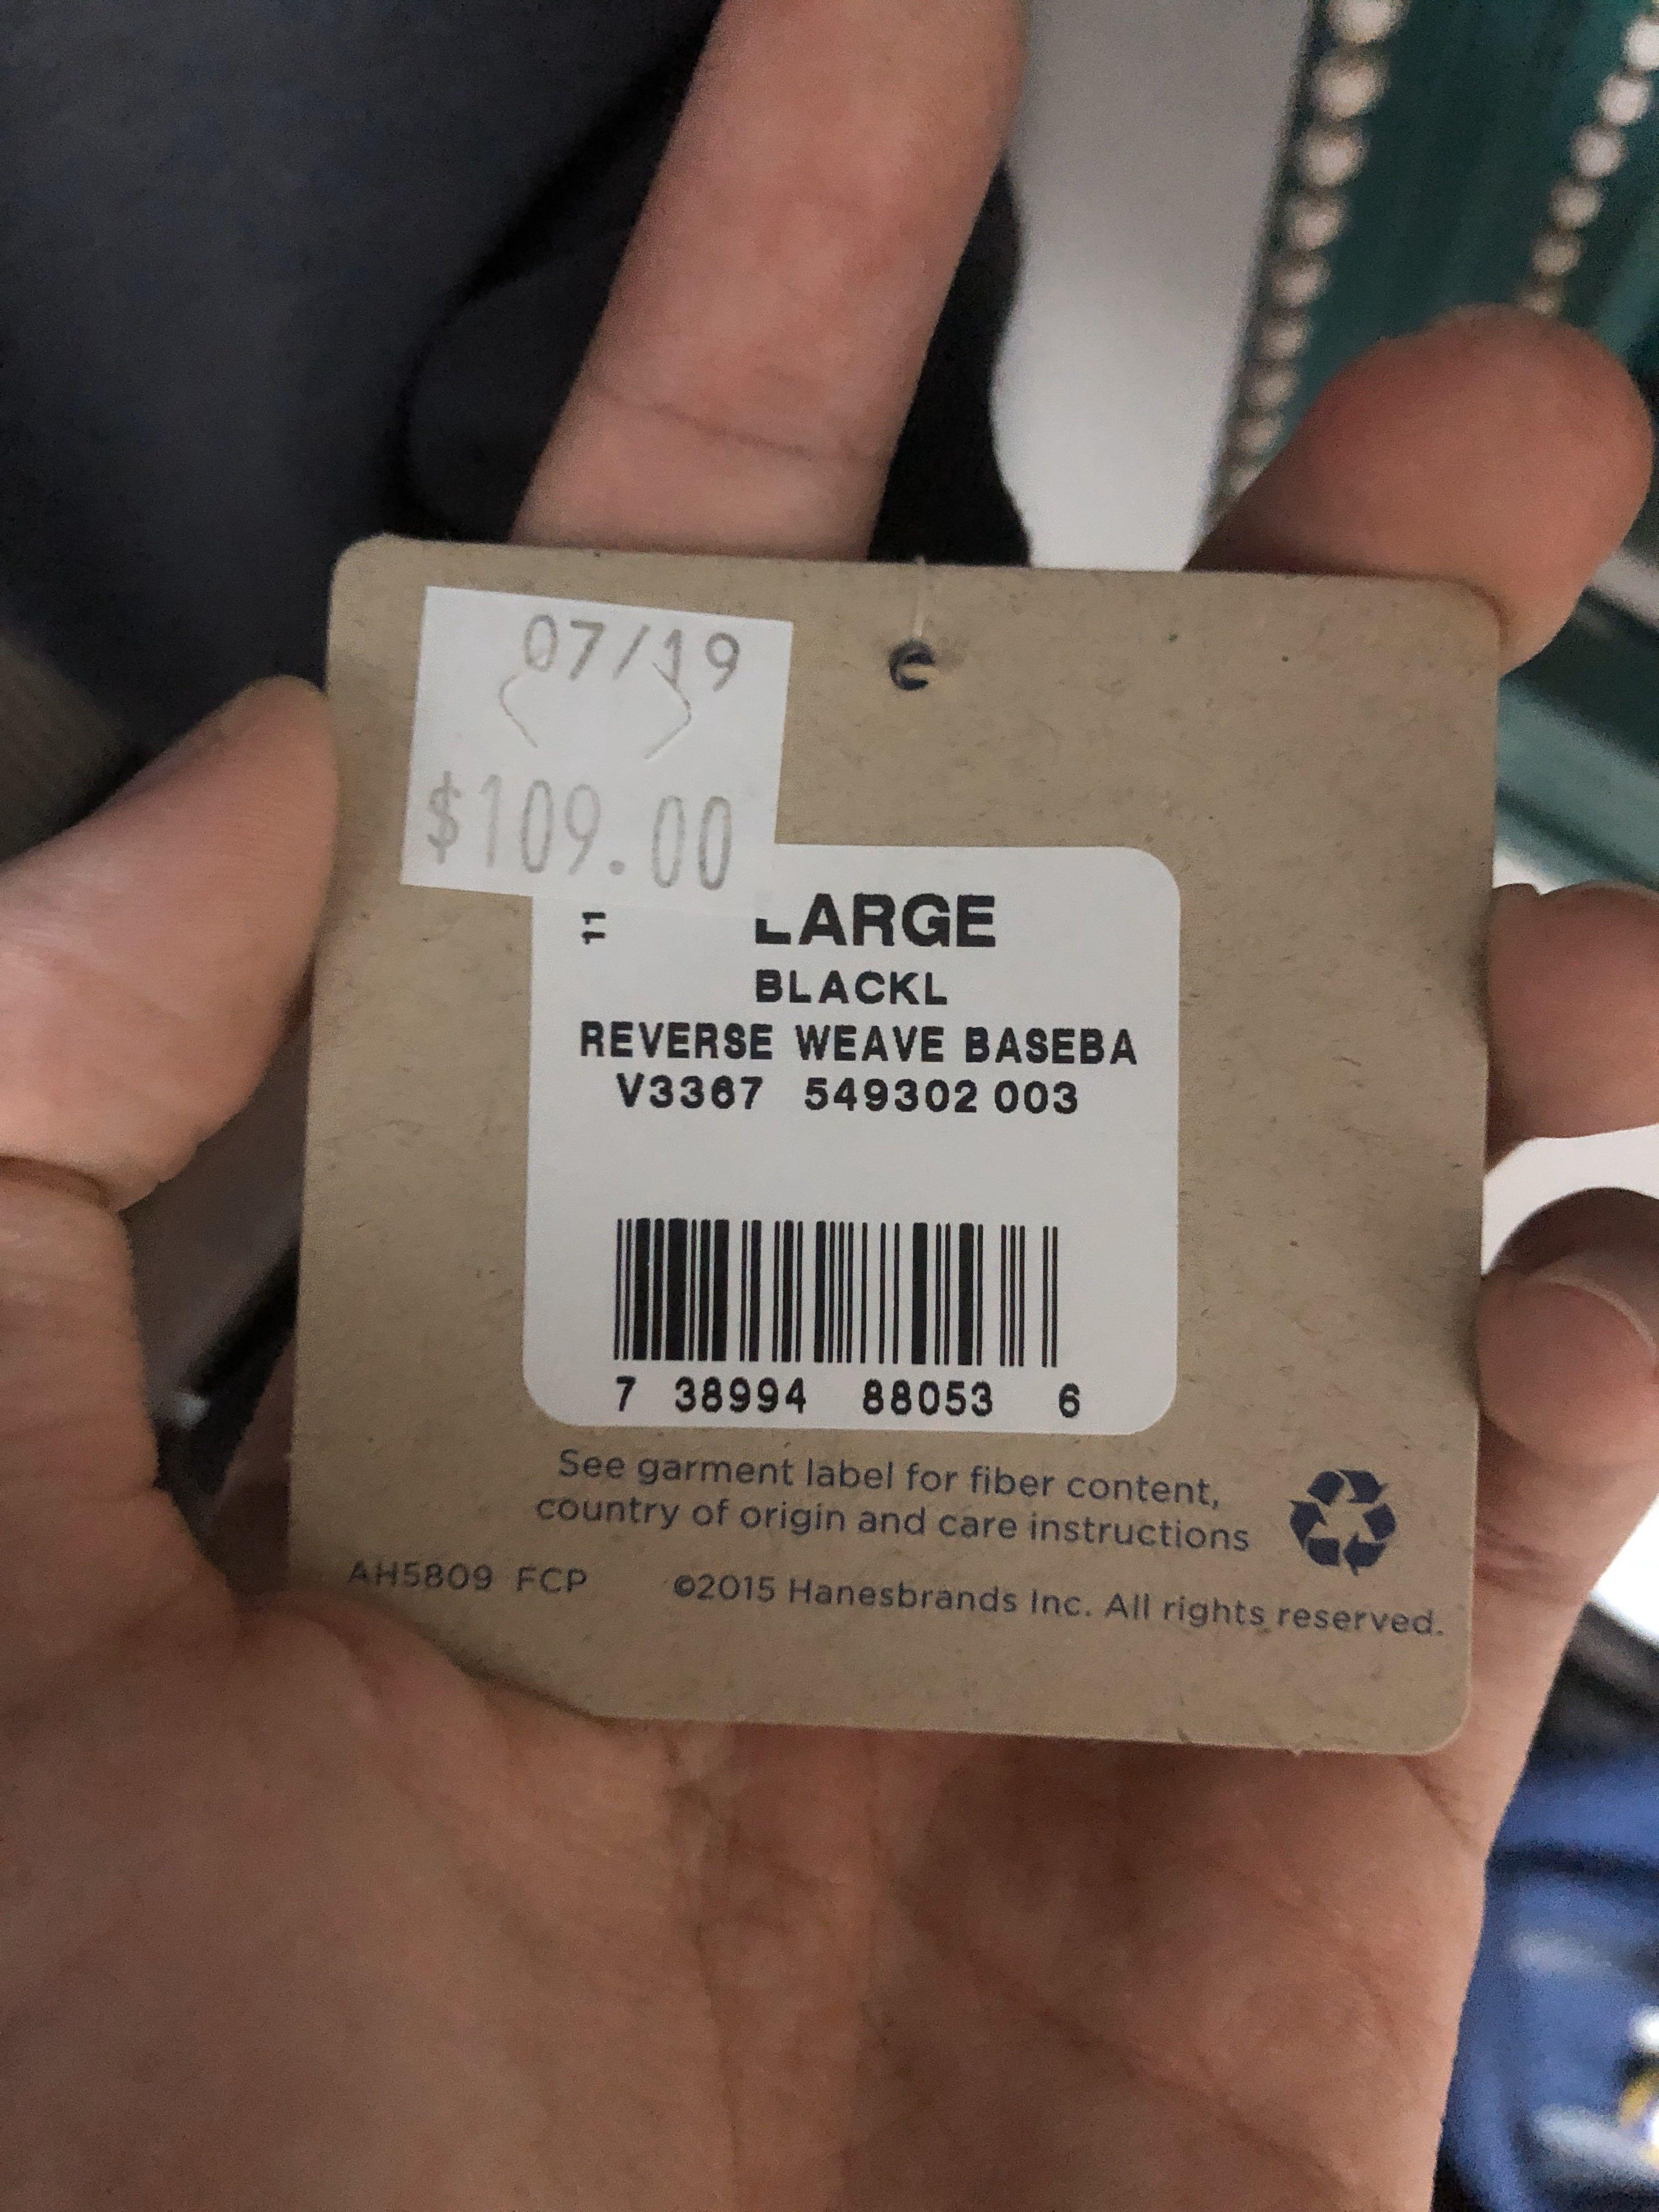 07/19
$109.00
11
LARGE
BLACKL
REVERSE WEAVE BASEBA
V3367 549302 003
7 38994 88053 6
See garment label for fiber content,
country of origin and care instructions
AH5809 FCP ©2015 Hanesbrands Inc. All rights reserved.